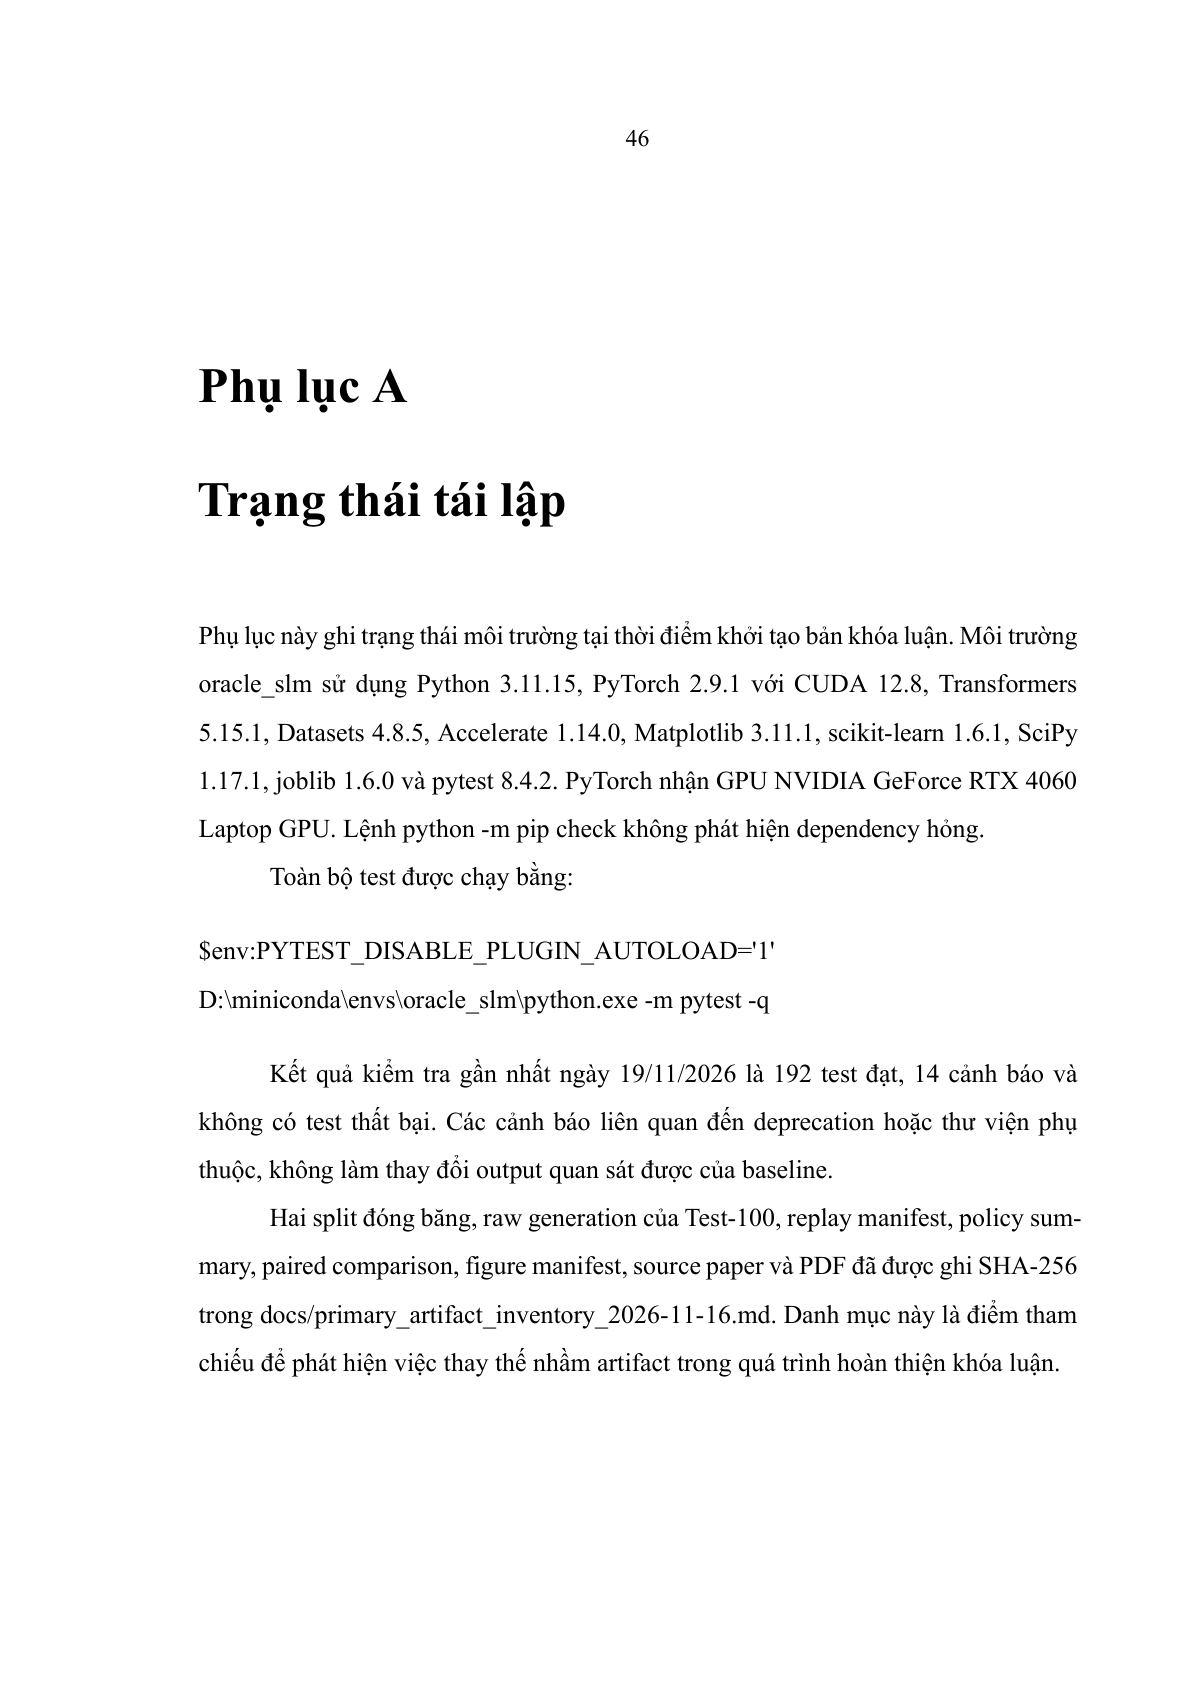 46
Phụ lục A
Trạng thái tái lập
Phụ lục này ghi trạng thái môi trường tại thời điểm khởi tạo bản khóa luận. Môi trường
oracle_slm sử dụng Python 3.11.15, PyTorch 2.9.1 với CUDA 12.8, Transformers
5.15.1, Datasets 4.8.5, Accelerate 1.14.0, Matplotlib 3.11.1, scikit-learn 1.6.1, SciPy
1.17.1, joblib 1.6.0 và pytest 8.4.2. PyTorch nhận GPU NVIDIA GeForce RTX 4060
Laptop GPU. Lệnh python -m pip check không phát hiện dependency hỏng.
Toàn bộ test được chạy bằng:
$env:PYTEST_DISABLE_PLUGIN_AUTOLOAD='1'
D:\miniconda\envs\oracle_slm\python.exe -m pytest -q
Kết quả kiểm tra gần nhất ngày 19/11/2026 là 192 test đạt, 14 cảnh báo và
không có test thất bại. Các cảnh báo liên quan đến deprecation hoặc thư viện phụ
thuộc, không làm thay đổi output quan sát được của baseline.
Hai split đóng băng, raw generation của Test-100, replay manifest, policy sum-
mary, paired comparison, figure manifest, source paper và PDF đã được ghi SHA-256
trong docs/primary_artifact_inventory_2026-11-16.md. Danh mục này là điểm tham
chiếu để phát hiện việc thay thế nhầm artifact trong quá trình hoàn thiện khóa luận.